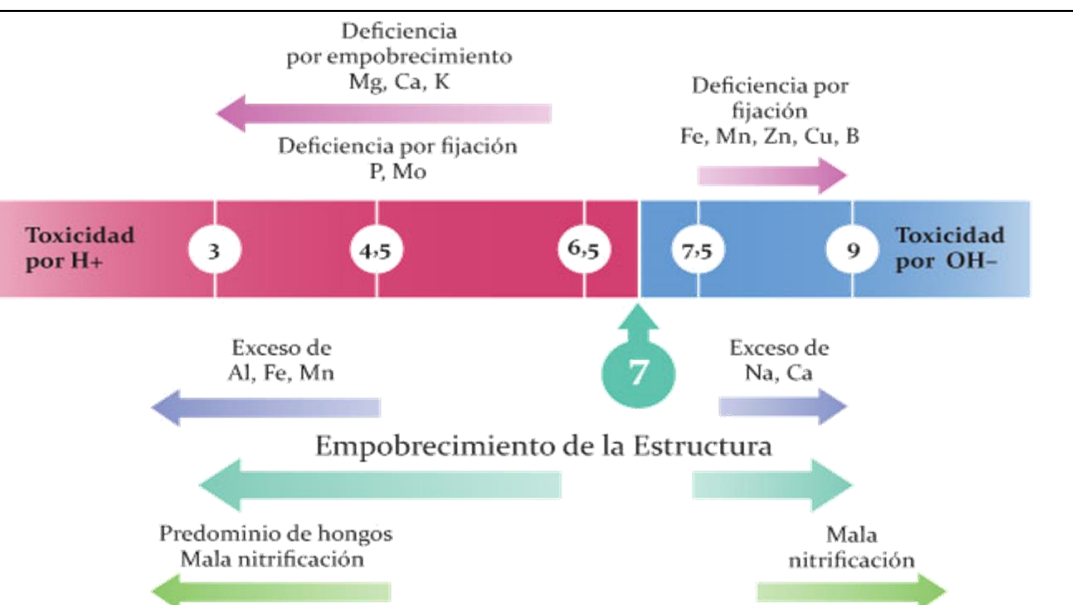 Deficiencia
por empobrecimiento
Mg, Ca, K
Deficiencia por fijación
P, Mo
Deficiencia por
fijación
Fe, Mn, Zn, Cu, B
Toxicidad
por H+
3
4,5
6,5
7,5
9
Toxicidad
por OH–
7
Exceso de
Al, Fe, Mn
Exceso de
Na, Ca
Empobrecimiento de la Estructura
Predominio de hongos
Mala nitrificación
Mala
nitrificación